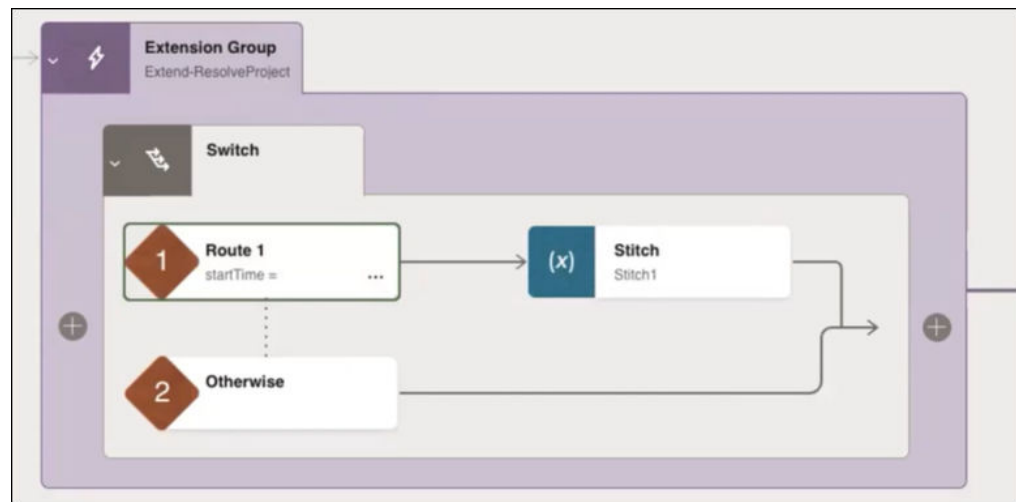 Extension Group
Extend-ResolveProject
Switch
1
Route 1
startTime =
...
(x)
Stitch
Stitch1
2
Otherwise